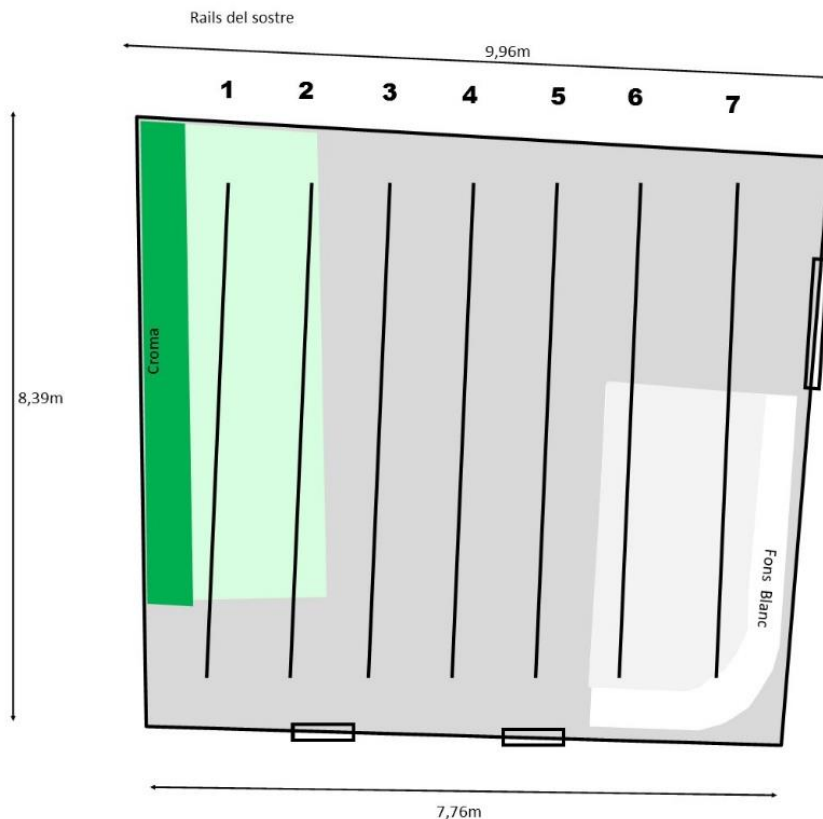 Rails del sostre
9,96m
1 2 3 4 5 6 7
Croma
8,39m
Fons Blanc
7,76m